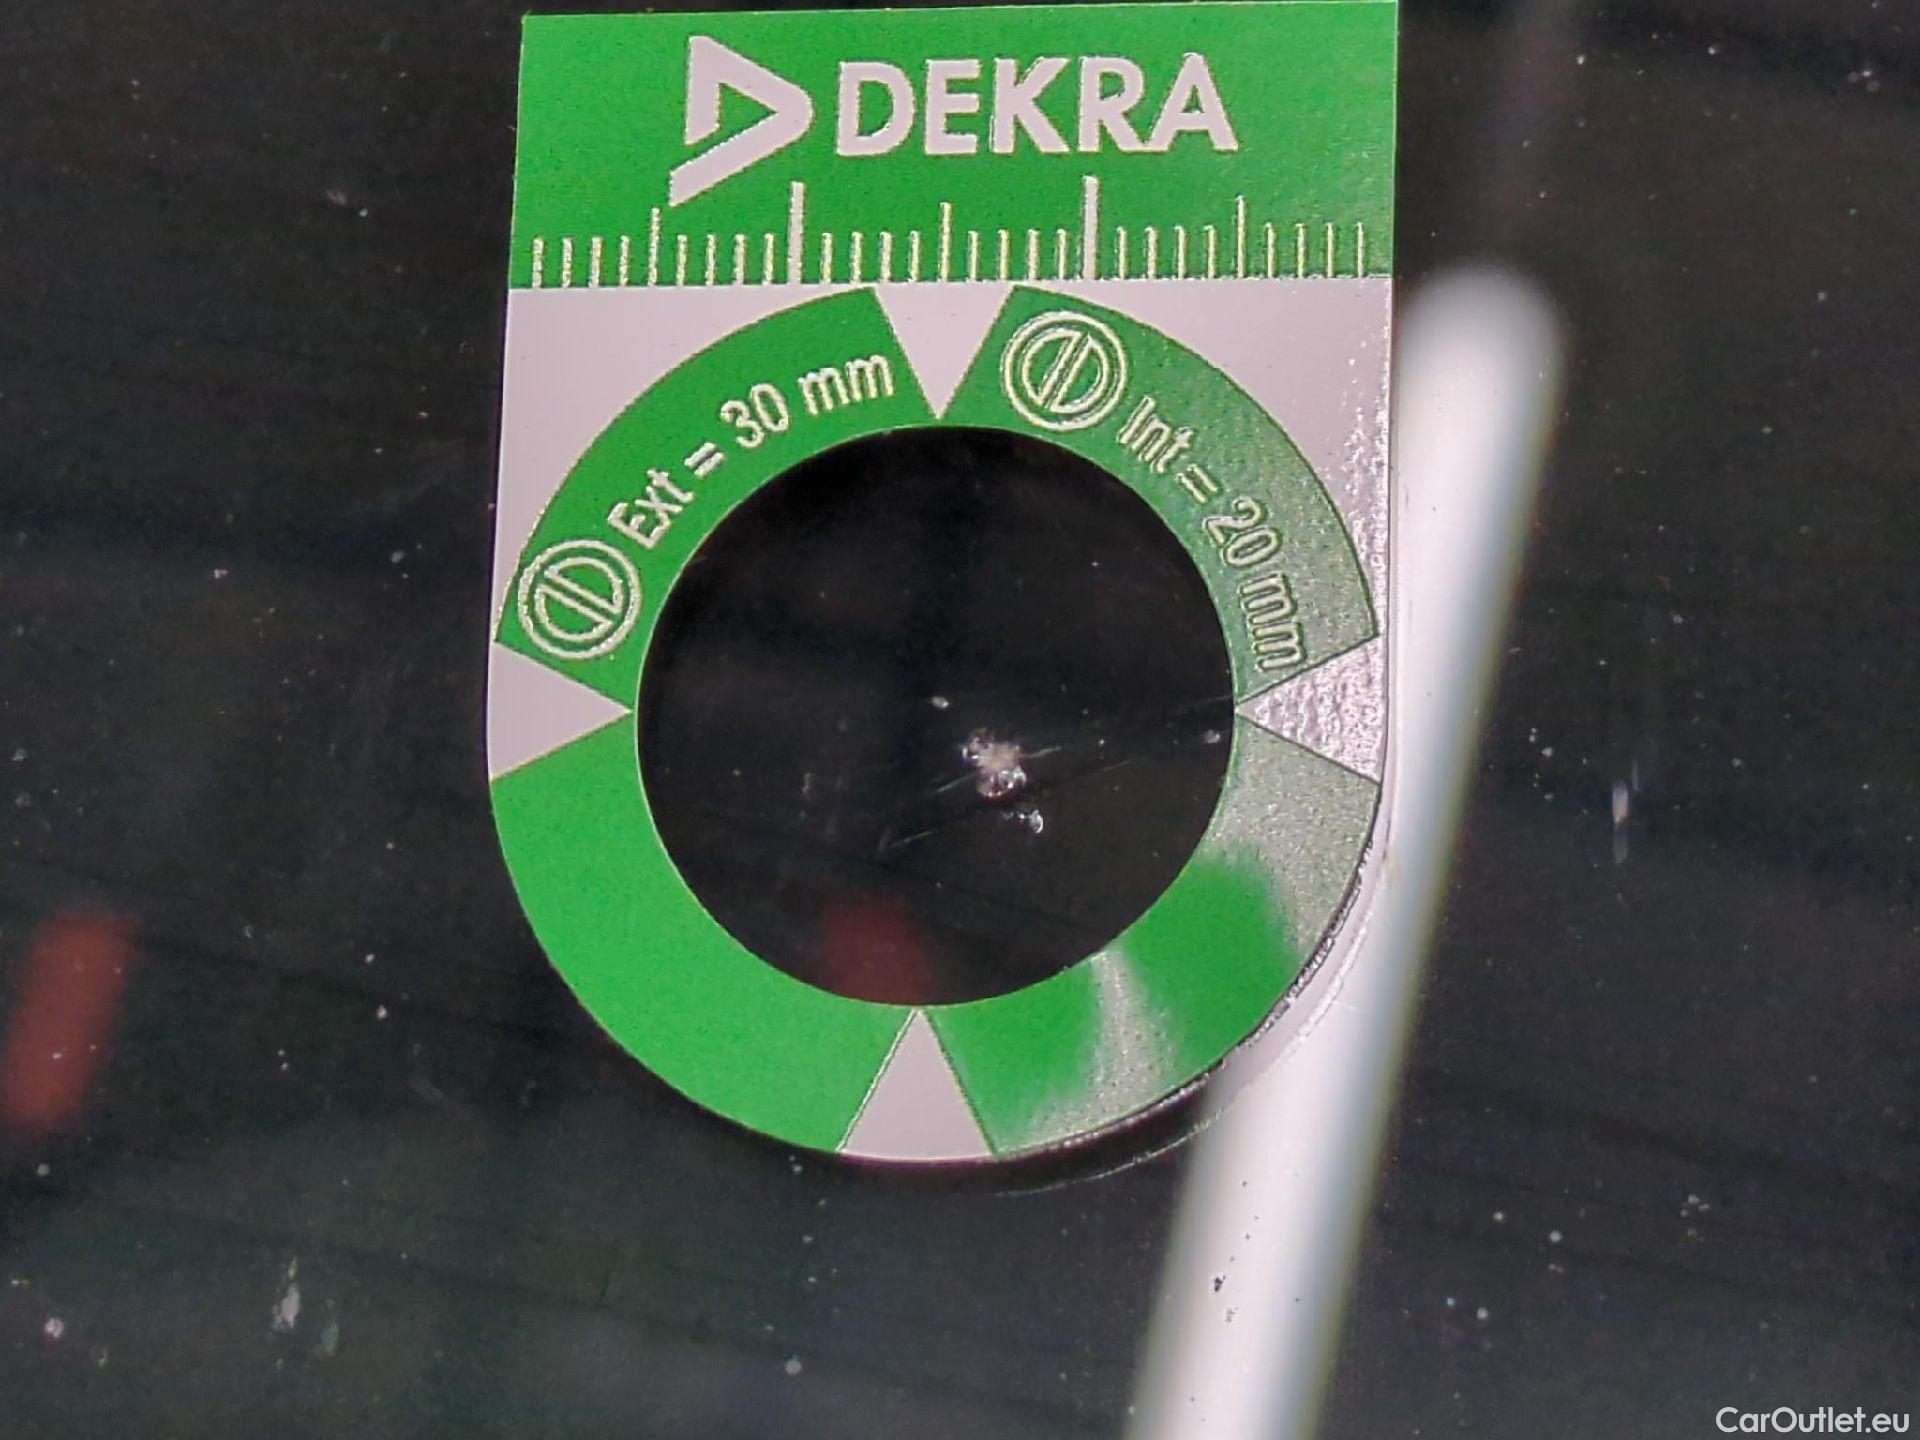 DEKRA
Ext = 30 mm
Int = 20 mm
CarOutlet.eu